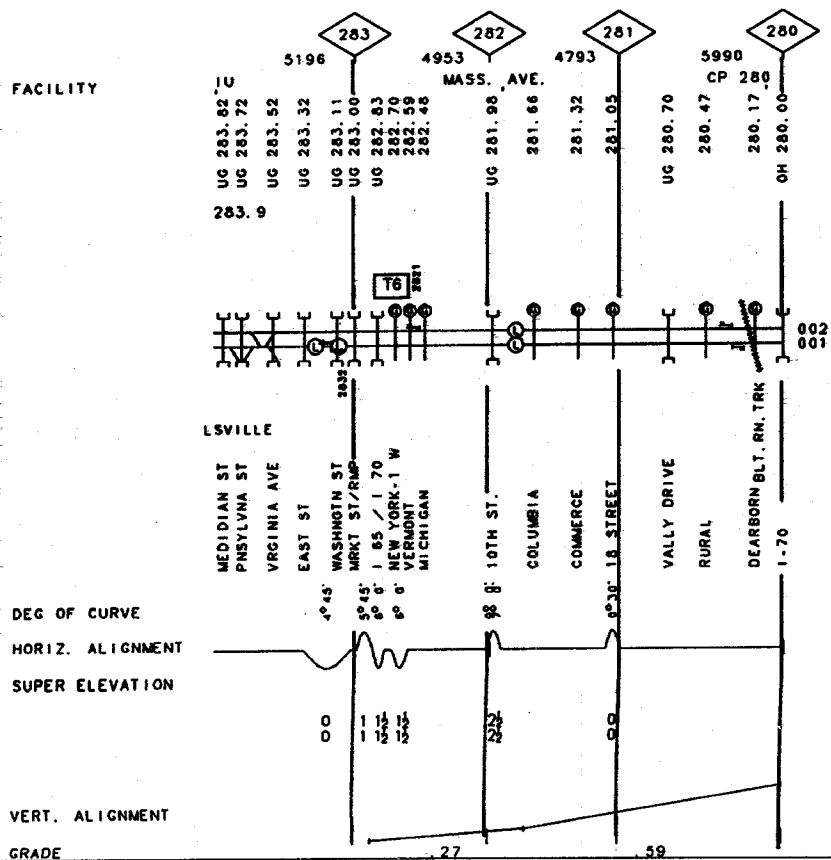 283 282 281 280
5196 4953 4793 5990
MASS. AVE. CP 280
FACILITY
IU
UG 283.82
UG 283.72
UG 283.52
UG 283.32
UG 283.11
UG 283.00
UG 282.83
282.70
282.59
282.48
UG 281.98
281.66
281.32
281.05
UG 280.70
280.47
280.17
OH 280.00
283.9
T6
2821
L
L
L
L
002
001
2832
LSVILLE
MEDIDIAN ST
PNSYLVNA ST
VRGINIA AVE
EAST ST
WASHNGTN ST
MRKT ST/RMP
I 65 / I 70
NEW YORK-1 W
VERMONT
MICHIGAN
10TH ST.
COLUMBIA
COMMERCE
18 STREET
VALLY DRIVE
RURAL
DEARBORN
BLT. RN. TRK
I-70
DEG OF CURVE
4°45'
5°45'
6° 0'
6° 0'
0°30'
HORIZ. ALIGNMENT
SUPER ELEVATION
0 1 1½ 1½ 2½ 0
0 1 1½ 1½ 2½ 0
VERT. ALIGNMENT
GRADE .27 .59